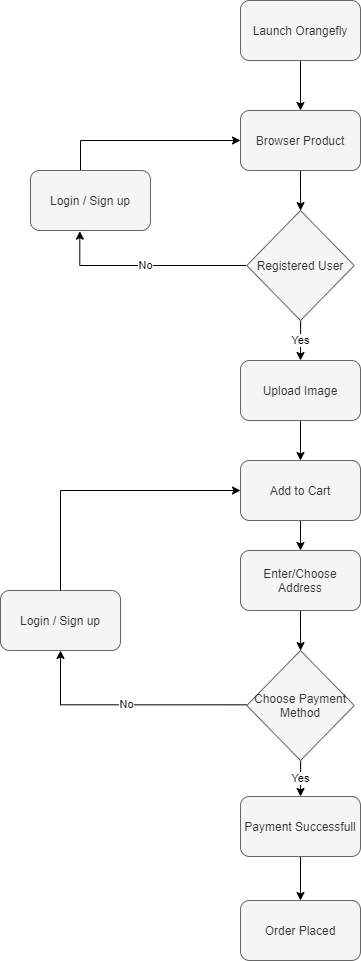 Launch Orangefly
Browser Product
Login / Sign up
Registered User
No
Yes
Upload Image
Add to Cart
Enter/Choose
Address
Login / Sign up
Choose Payment
Method
No
Yes
Payment Successfull
Order Placed